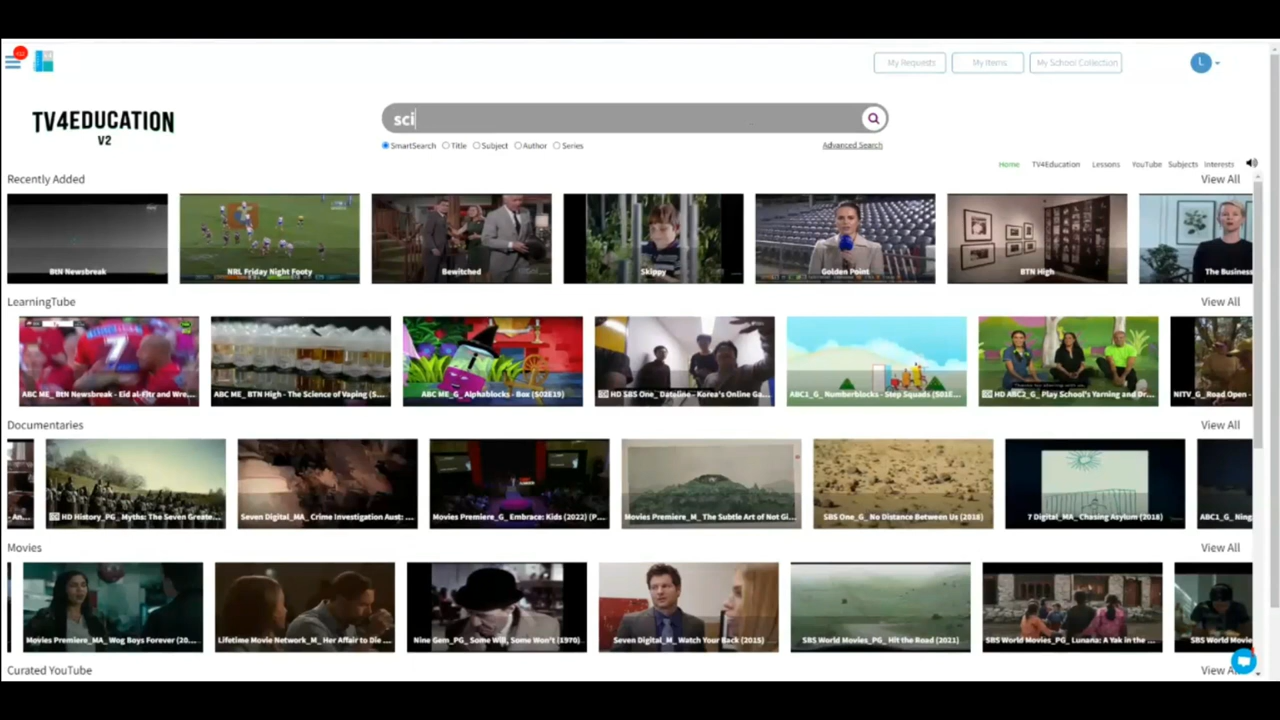 My Requests
My Items
My School Collection
L
TV4EDUCATION
V2
sci
SmartSearch Title Subject Author Series
Advanced Search
Home TV4Education Lessons YouTube Subjects Interests
Recently Added
View All
BtN Newsbreak
NRL Friday Night Footy
Bewitched
Skippy
Golden Point
BTN High
The Business
LearningTube
View All
ABC ME_ BtN Newsbreak - Eid al-Fitr and Wre...
ABC ME_ BTN High - The Science of Vaping (S...
ABC ME_G_ Alphablocks - Box (S03E19)
HD SBS One_ Dateline - Korea's Online Ga...
ABC1_G_ Numberblocks - Step Squads (S01E...
HD ABC2_G_ Play School's Yarning and Dr...
NITV_G_ Road Open -
Documentaries
View All
- An...
HD History_PG_ Myths: The Seven Greate...
Seven Digital_MA_ Crime Investigation Aust: ...
Movies Premiere_G_ Embrace: Kids (2022) (P...
Movies Premiere_M_ The Subtle Art of Not Gi...
SBS One_G_ No Distance Between Us (2018)
7 Digital_MA_ Chasing Asylum (2018)
ABC1_G_ Ning
Movies
View All
Movies Premiere_MA_ Wog Boys Forever (20...
Lifetime Movie Network_M_ Her Affair to Die ...
Nine Gem_PG_ Some Will, Some Won't (1970)
Seven Digital_M_ Watch Your Back (2015)
SBS World Movies_PG_ Hit the Road (2021)
SBS World Movies_PG_ Lunana: A Yak in the ...
SBS World Movie
Curated YouTube
View A